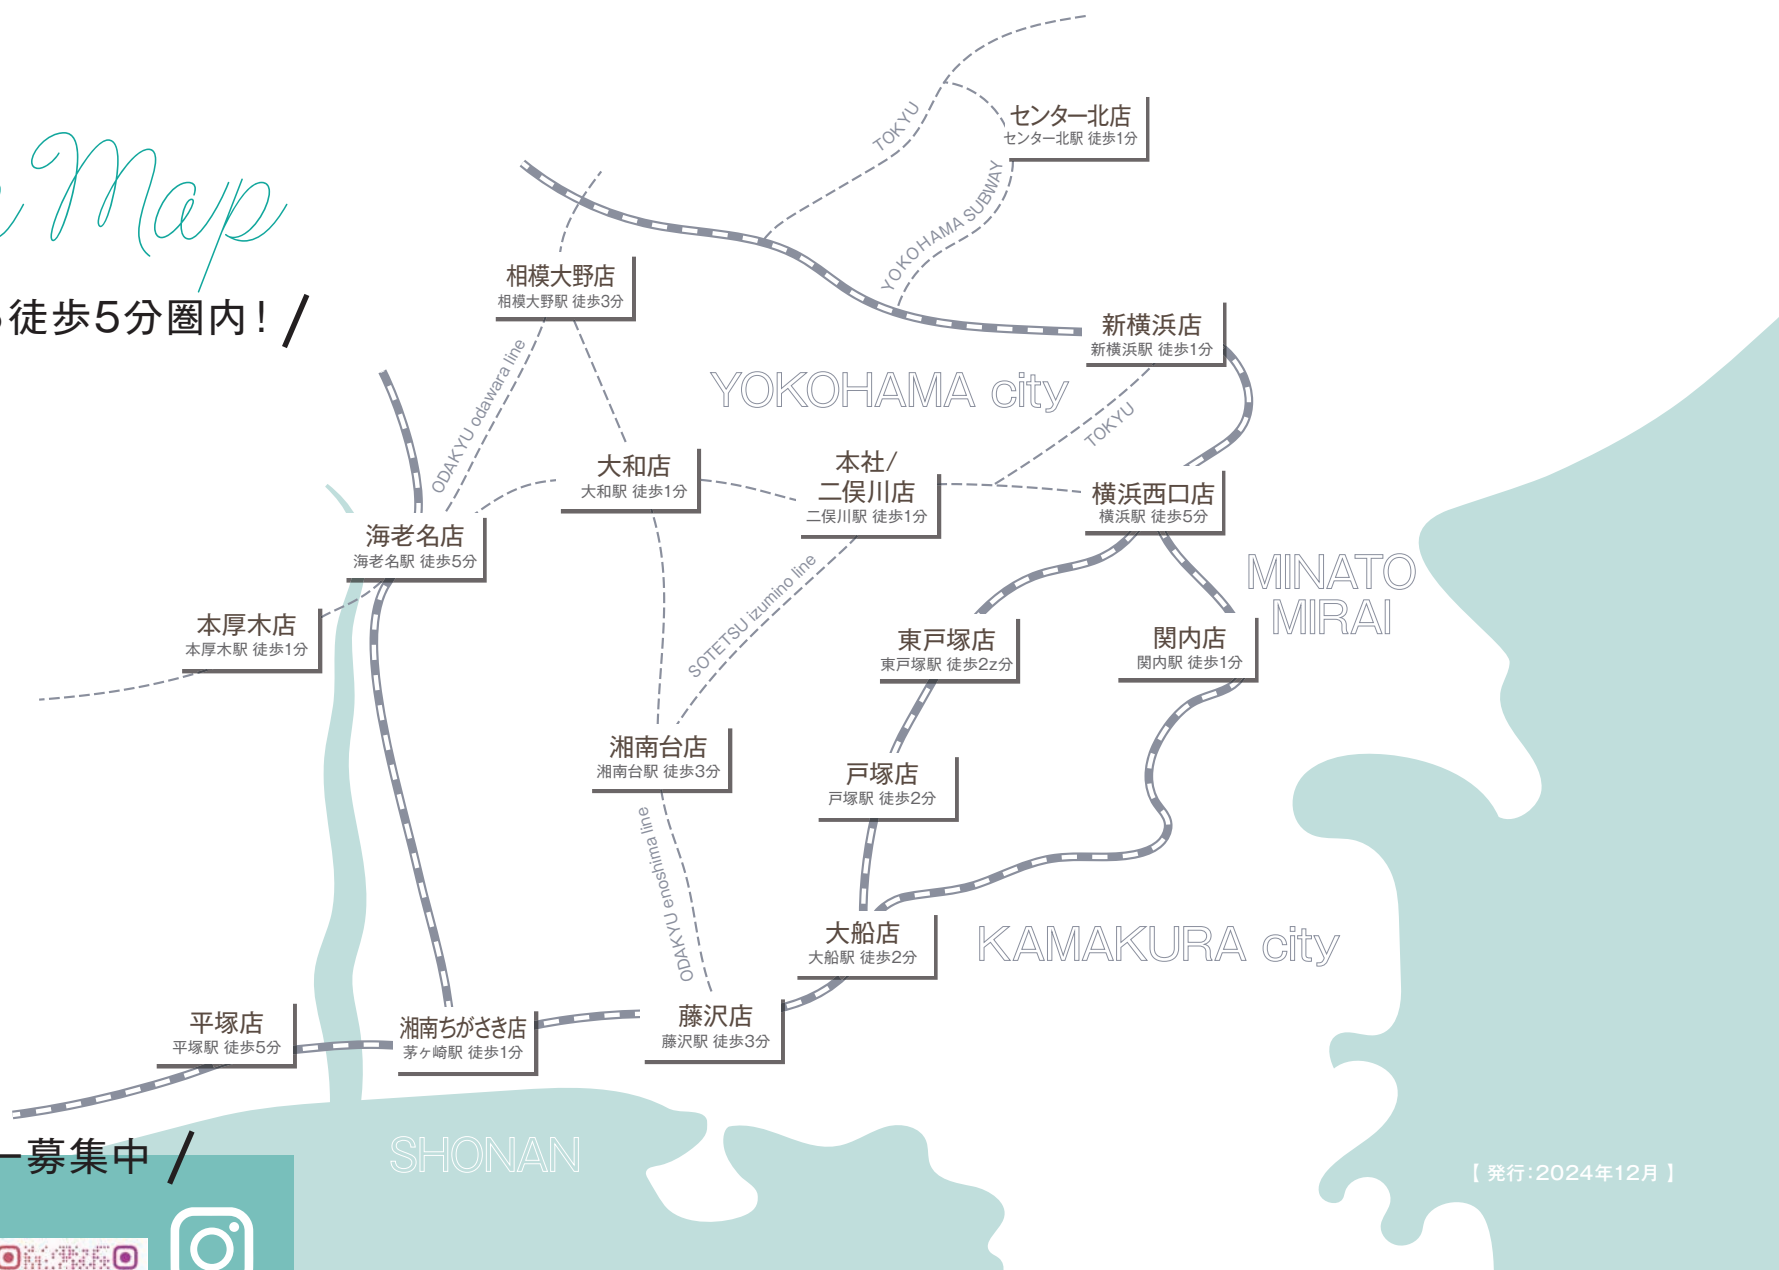 Map
徒歩5分圏内!
TOKYU
センター北店
センター北駅 徒歩1分
YOKOHAMA SUBWAY
相模大野店
相模大野駅 徒歩3分
新横浜店
新横浜駅 徒歩1分
YOKOHAMA city
ODAKYU odawara line
TOKYU
大和店
大和駅 徒歩1分
本社/
二俣川店
二俣川駅 徒歩1分
横浜西口店
横浜駅 徒歩5分
海老名店
海老名駅 徒歩5分
MINATO
MIRAI
SOTETSU izumino line
本厚木店
本厚木駅 徒歩1分
東戸塚店
東戸塚駅 徒歩2z分
関内店
関内駅 徒歩1分
湘南台店
湘南台駅 徒歩3分
戸塚店
戸塚駅 徒歩2分
ODAKYU enoshima line
大船店
大船駅 徒歩2分
KAMAKURA city
平塚店
平塚駅 徒歩5分
湘南ちがさき店
茅ヶ崎駅 徒歩1分
藤沢店
藤沢駅 徒歩3分
ー募集中
SHONAN
【 発行:2024年12月 】